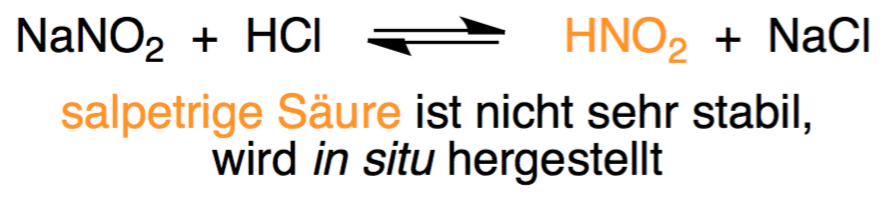 NaNO₂ + HCl ⇌ HNO₂ + NaCl
salpetrige Säure ist nicht sehr stabil,
wird in situ hergestellt